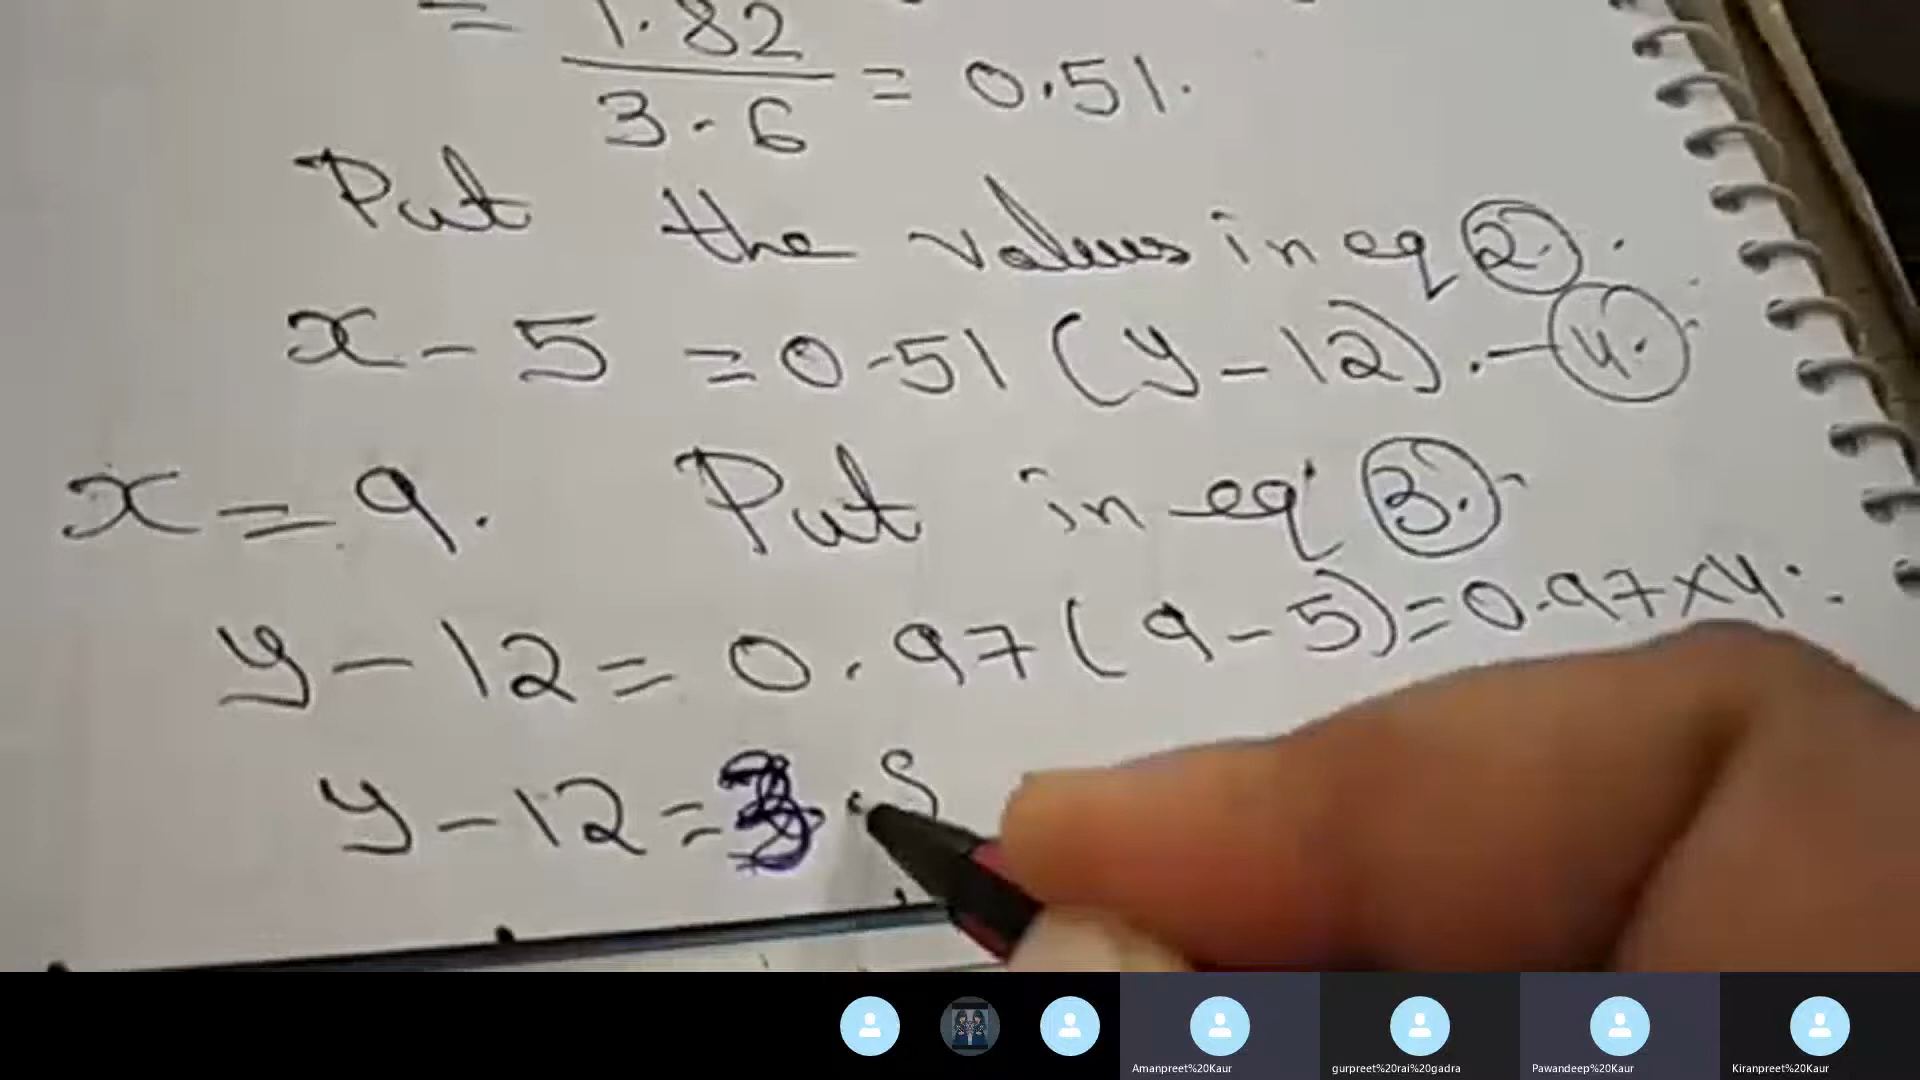 = 1.82
3.6 = 0.51.
Put the values in eq 2.
x - 5 = 0.51 (y - 12). - 4.
x = 9. Put in eq 3.
y - 12 = 0.97 (9 - 5) = 0.97 x 4.
y - 12 = 3.8
Amanpreet%20Kaur
gurpreet%20rai%20gadra
Pawandeep%20Kaur
Kiranpreet%20Kaur